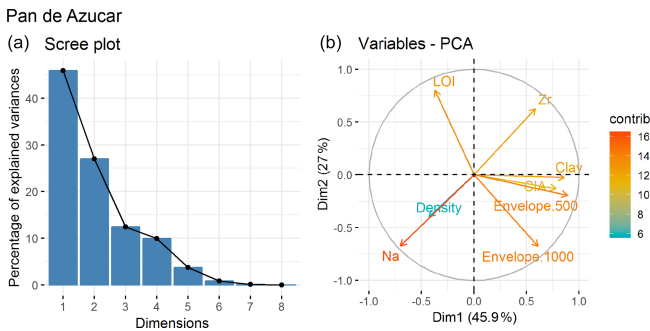 Pan de Azucar
(a) Scree plot
Percentage of explained variances
40
30
20
10
0
1 2 3 4 5 6 7 8
Dimensions
(b) Variables - PCA
Dim2 (27 %)
1.0
0.5
0.0
-0.5
-1.0
LOI
Zr
Clay
CIA
Envelope.500
Density
Na
Envelope.1000
-1.0 -0.5 0.0 0.5 1.0
Dim1 (45.9 %)
contrib
16
14
12
10
8
6